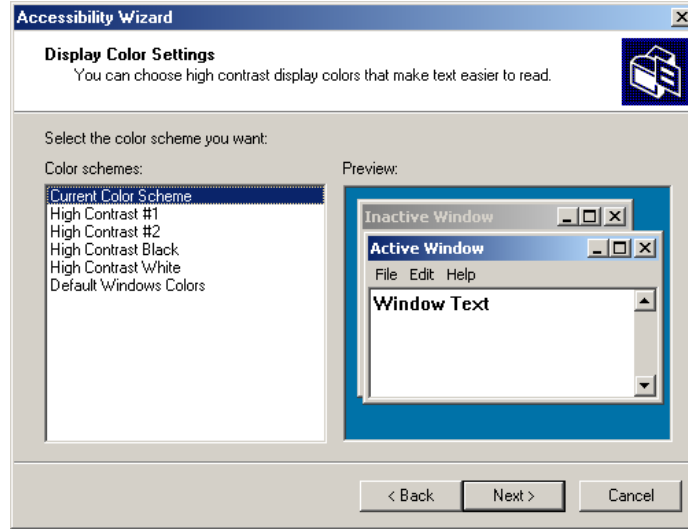 Accessibility Wizard
Display Color Settings
You can choose high contrast display colors that make text easier to read.
Select the color scheme you want:
Color schemes:
Current Color Scheme
High Contrast #1
High Contrast #2
High Contrast Black
High Contrast White
Default Windows Colors
Preview:
Inactive Window
Active Window
File Edit Help
Window Text
< Back Next > Cancel